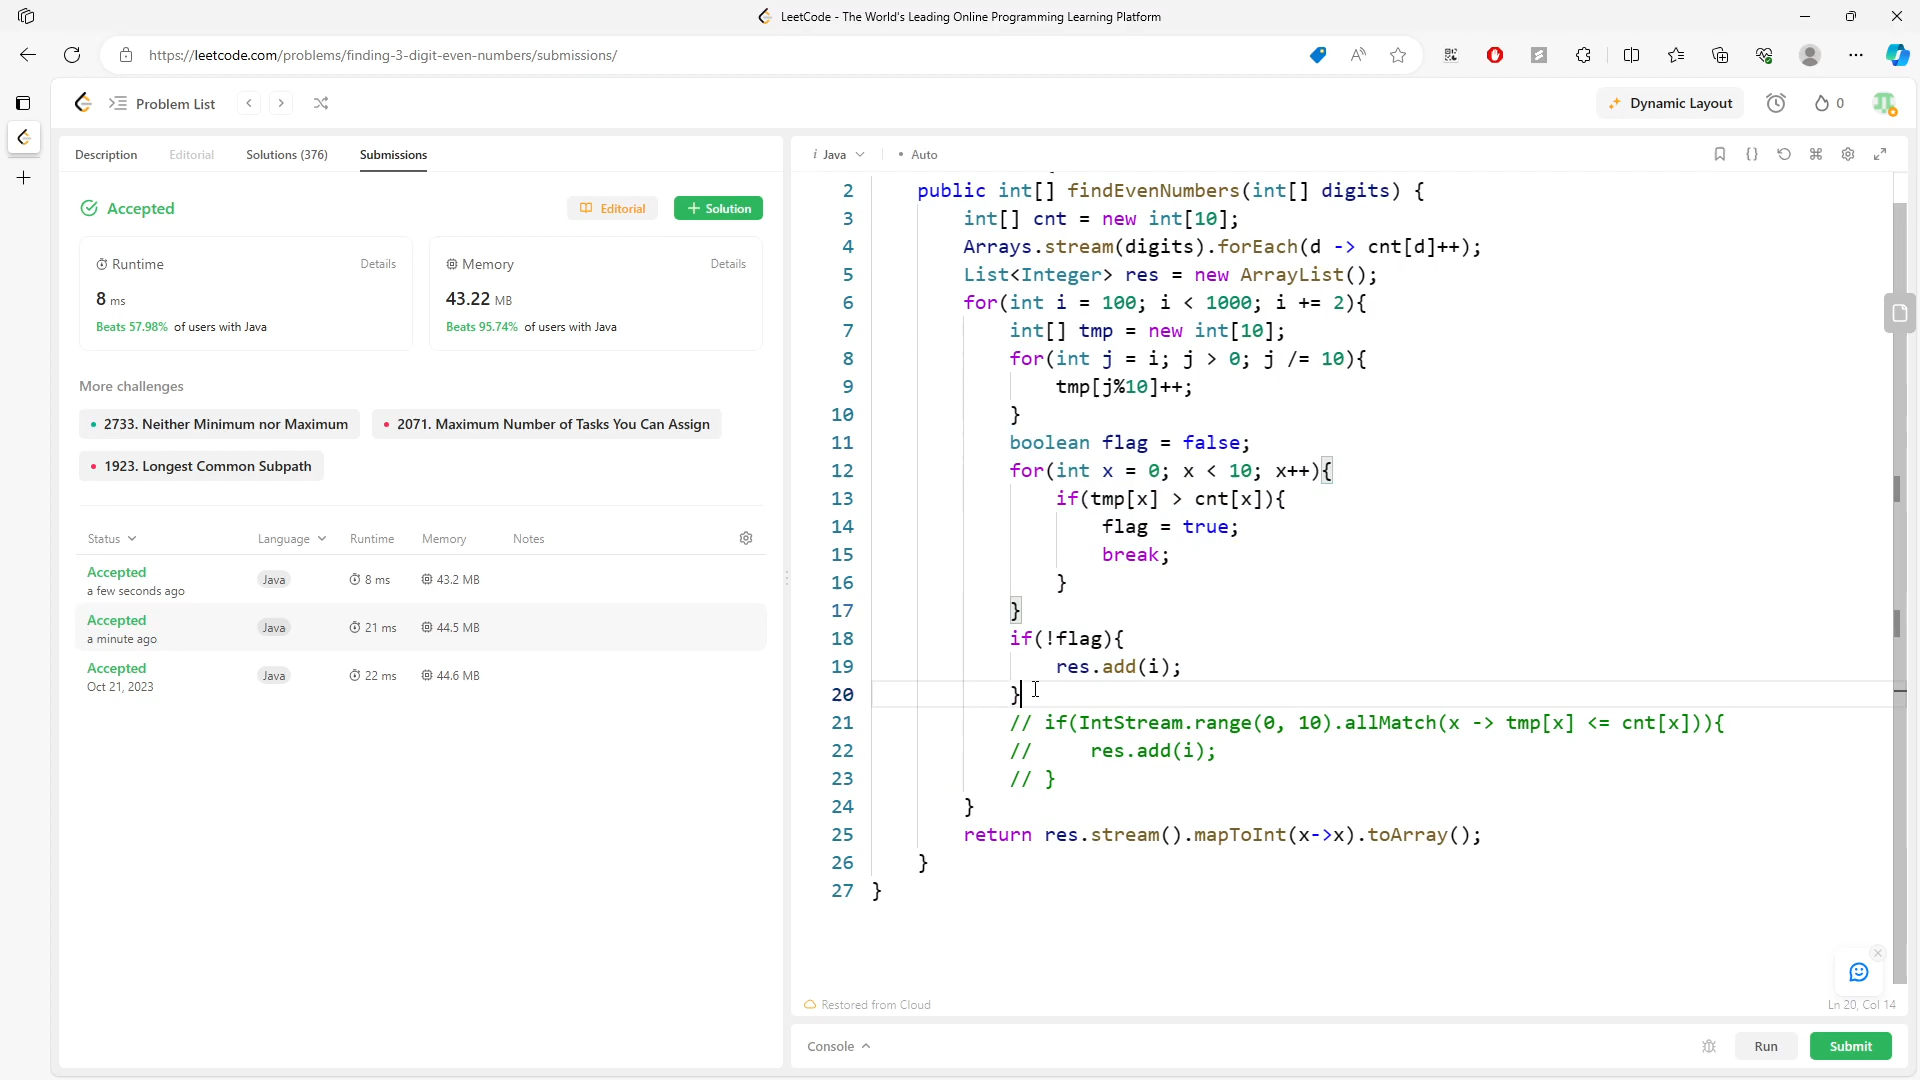 LeetCode - The World's Leading Online Programming Learning Platform
https://leetcode.com/problems/finding-3-digit-even-numbers/submissions/
Problem List
Dynamic Layout
0
Description
Editorial
Solutions (376)
Submissions
Accepted
Editorial
+ Solution
Runtime
Details
8 ms
Beats 57.98% of users with Java
Memory
Details
43.22 MB
Beats 95.74% of users with Java
More challenges
2733. Neither Minimum nor Maximum
2071. Maximum Number of Tasks You Can Assign
1923. Longest Common Subpath
Status Language Runtime Memory Notes
Accepted
a few seconds ago
Java 8 ms 43.2 MB
Accepted
a minute ago
Java 21 ms 44.5 MB
Accepted
Oct 21, 2023
Java 22 ms 44.6 MB
i Java • Auto
2 public int[] findEvenNumbers(int[] digits) {
3 int[] cnt = new int[10];
4 Arrays.stream(digits).forEach(d -> cnt[d]++);
5 List<Integer> res = new ArrayList();
6 for(int i = 100; i < 1000; i += 2){
7 int[] tmp = new int[10];
8 for(int j = i; j > 0; j /= 10){
9 tmp[j%10]++;
10 }
11 boolean flag = false;
12 for(int x = 0; x < 10; x++){
13 if(tmp[x] > cnt[x]){
14 flag = true;
15 break;
16 }
17 }
18 if(!flag){
19 res.add(i);
20 }
21 // if(IntStream.range(0, 10).allMatch(x -> tmp[x] <= cnt[x])){
22 // res.add(i);
23 // }
24 }
25 return res.stream().mapToInt(x->x).toArray();
26 }
27 }
Restored from Cloud
Ln 20, Col 14
Console
Run
Submit